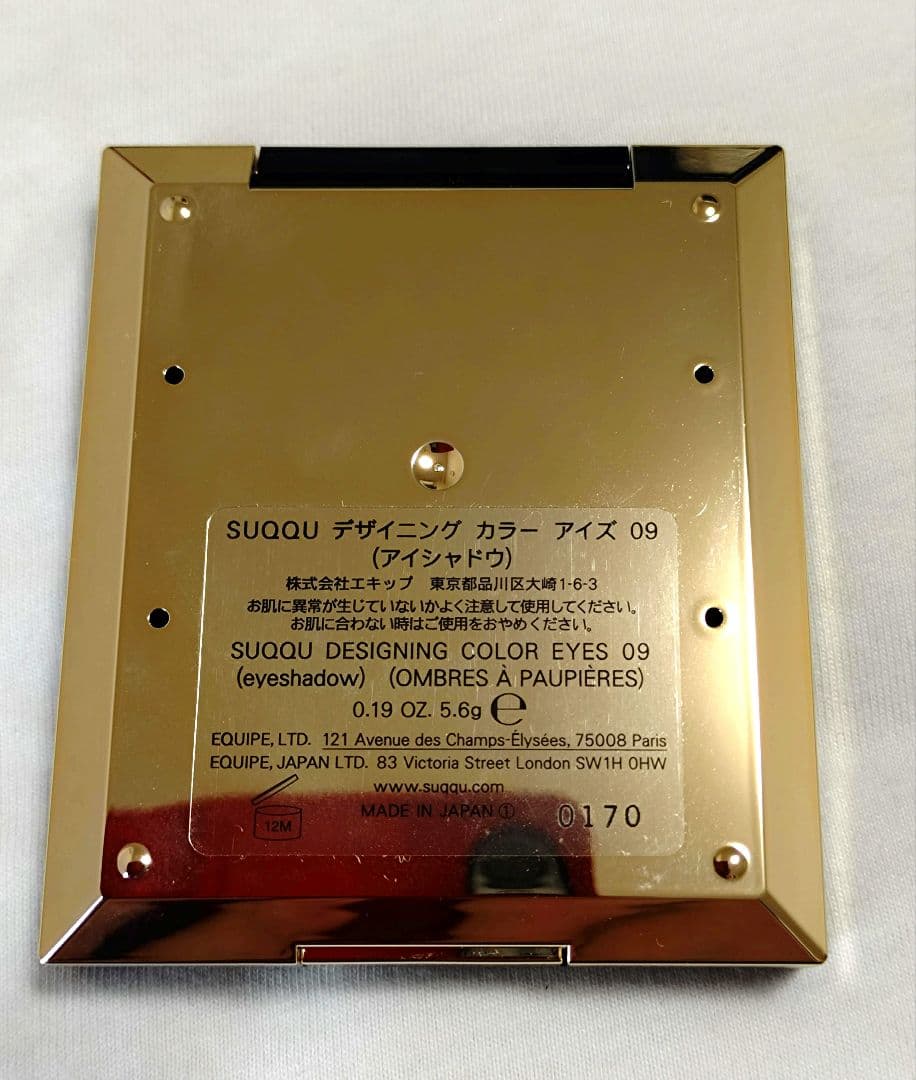 SUQQU デザイニング カラー アイズ 09
(アイシャドウ)
株式会社エキップ 東京都品川区大崎1-6-3
お肌に異常が生じていないかよく注意して使用してください。
お肌に合わない時はご使用をおやめください。
SUQQU DESIGNING COLOR EYES 09
(eyeshadow) (OMBRES À PAUPIÈRES)
0.19 OZ. 5.6g ℮
EQUIPE, LTD. 121 Avenue des Champs-Élysées, 75008 Paris
EQUIPE, JAPAN LTD. 83 Victoria Street London SW1H 0HW
www.suqqu.com
MADE IN JAPAN ① 0170
12M